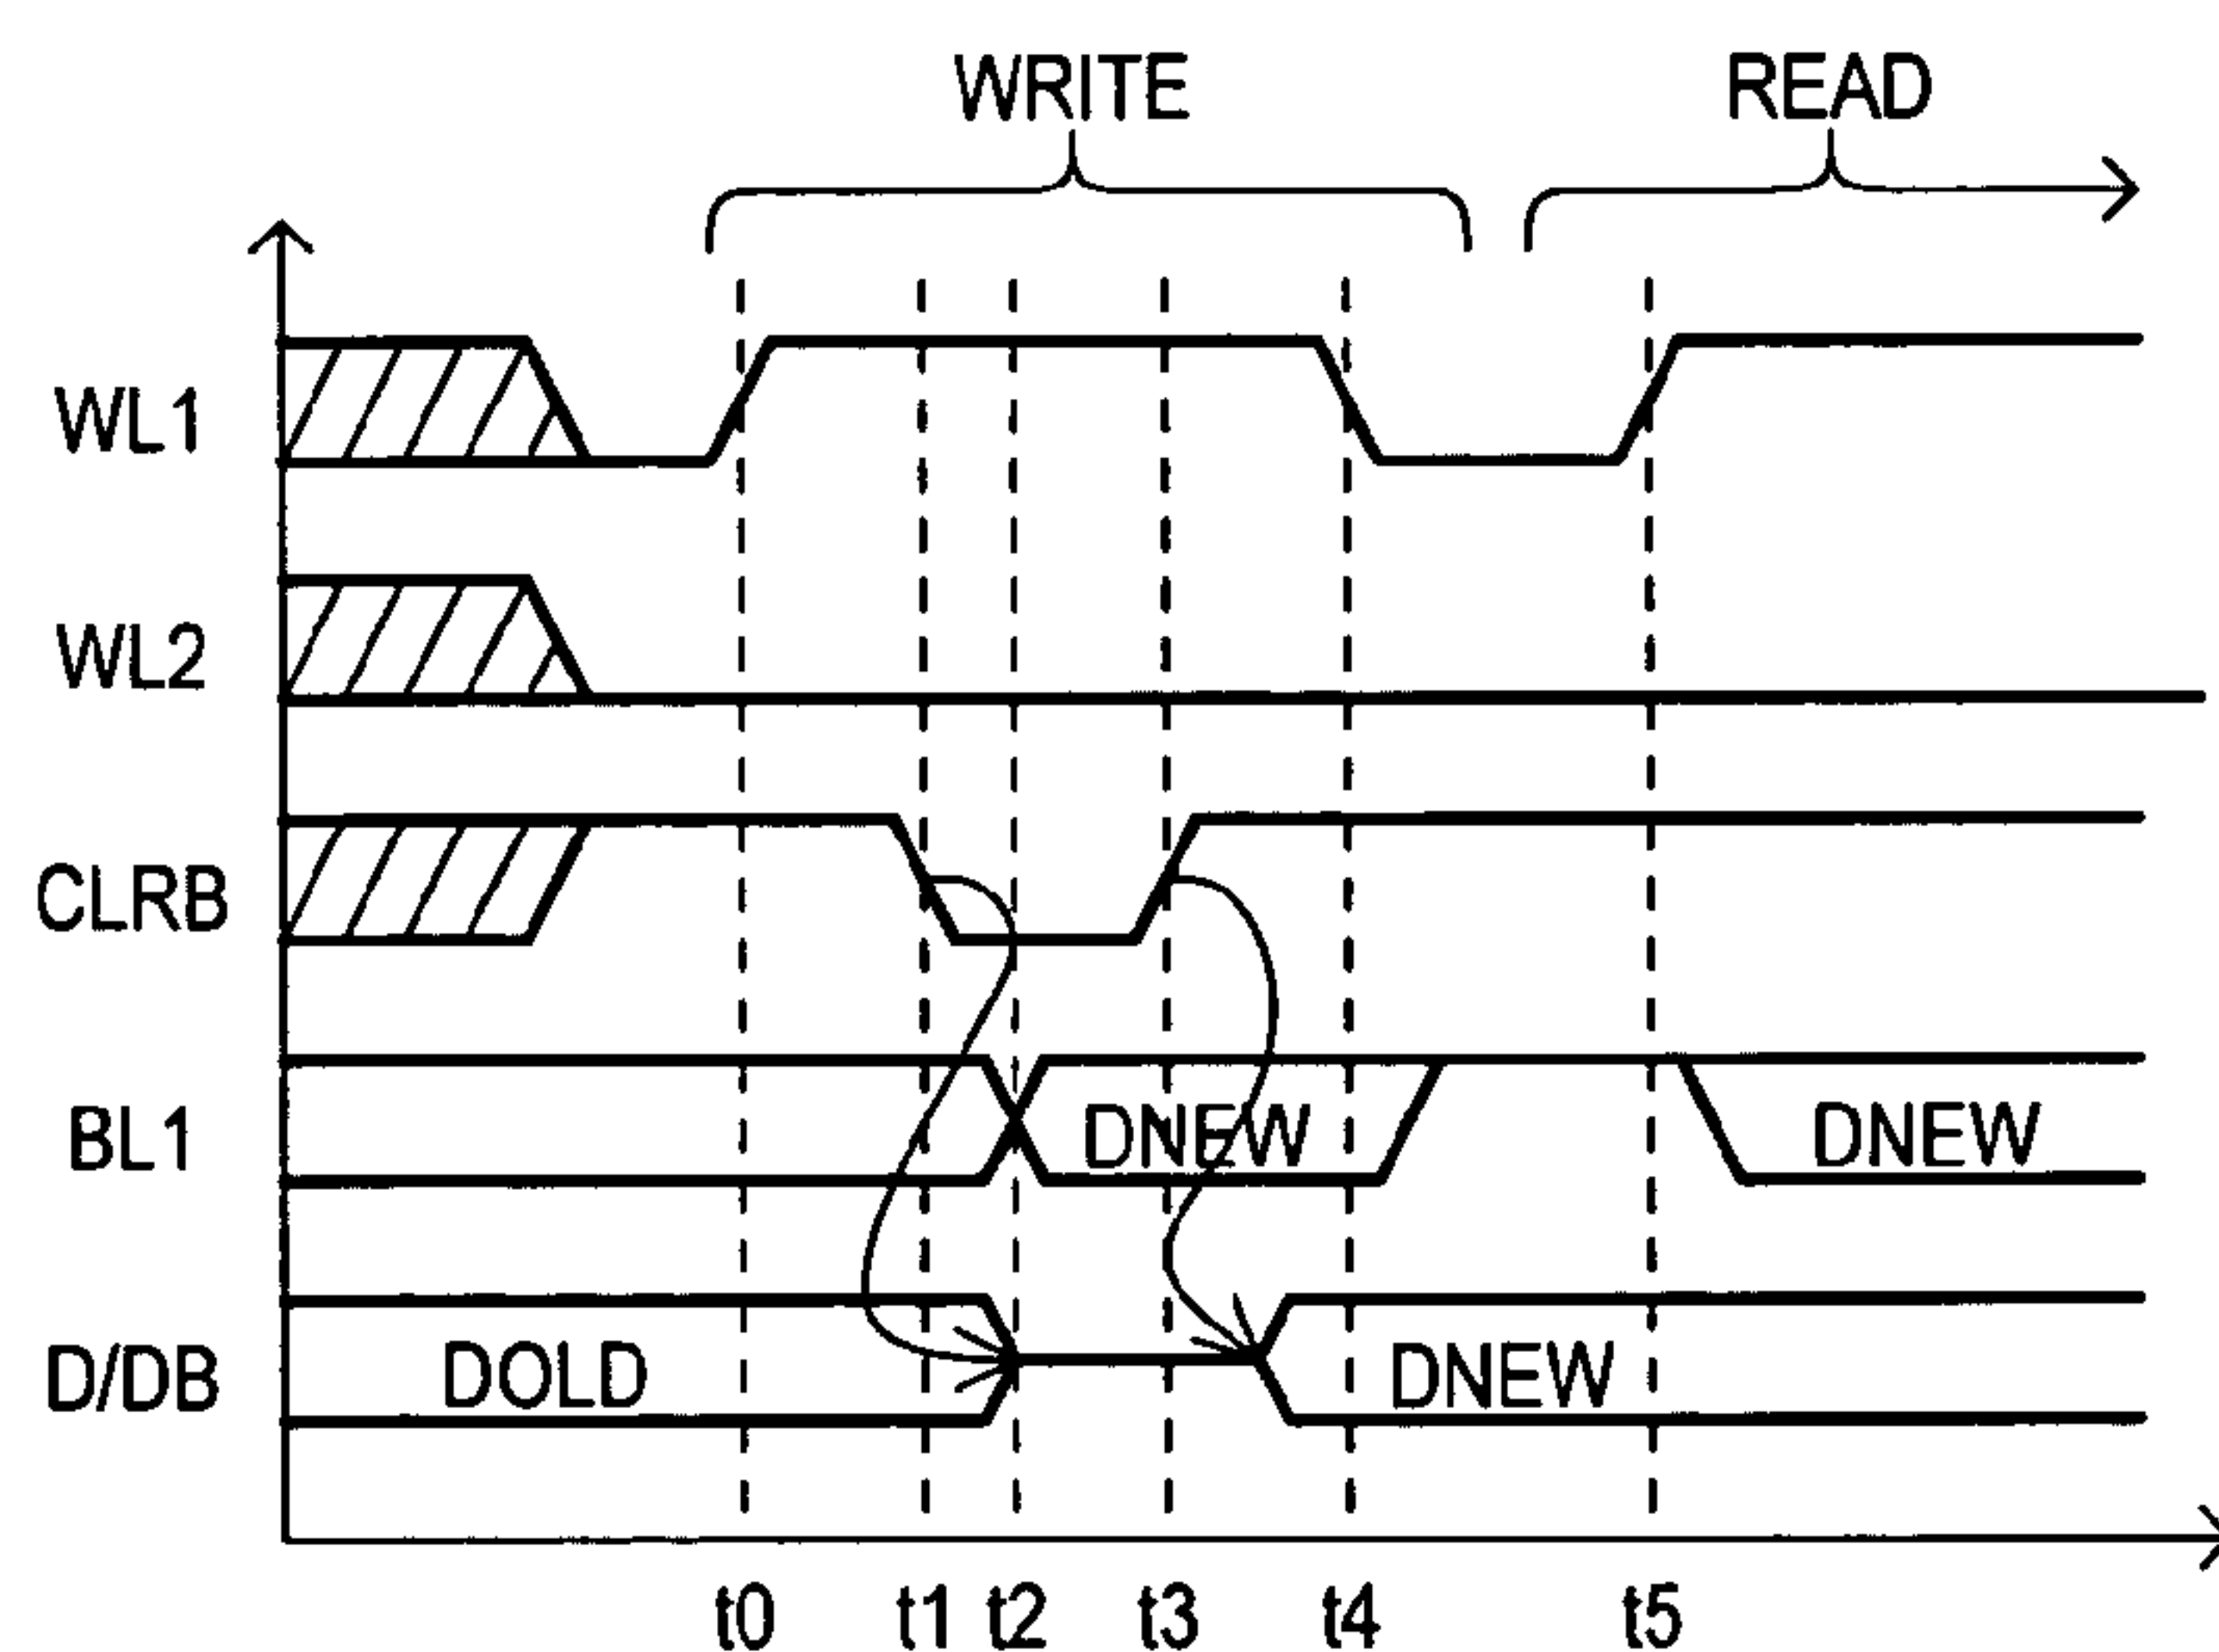 WRITE READ
WL1
WL2
CLRB
BL1 DNEW DNEW
D/DB DOLD DNEW
t0 t1 t2 t3 t4 t5